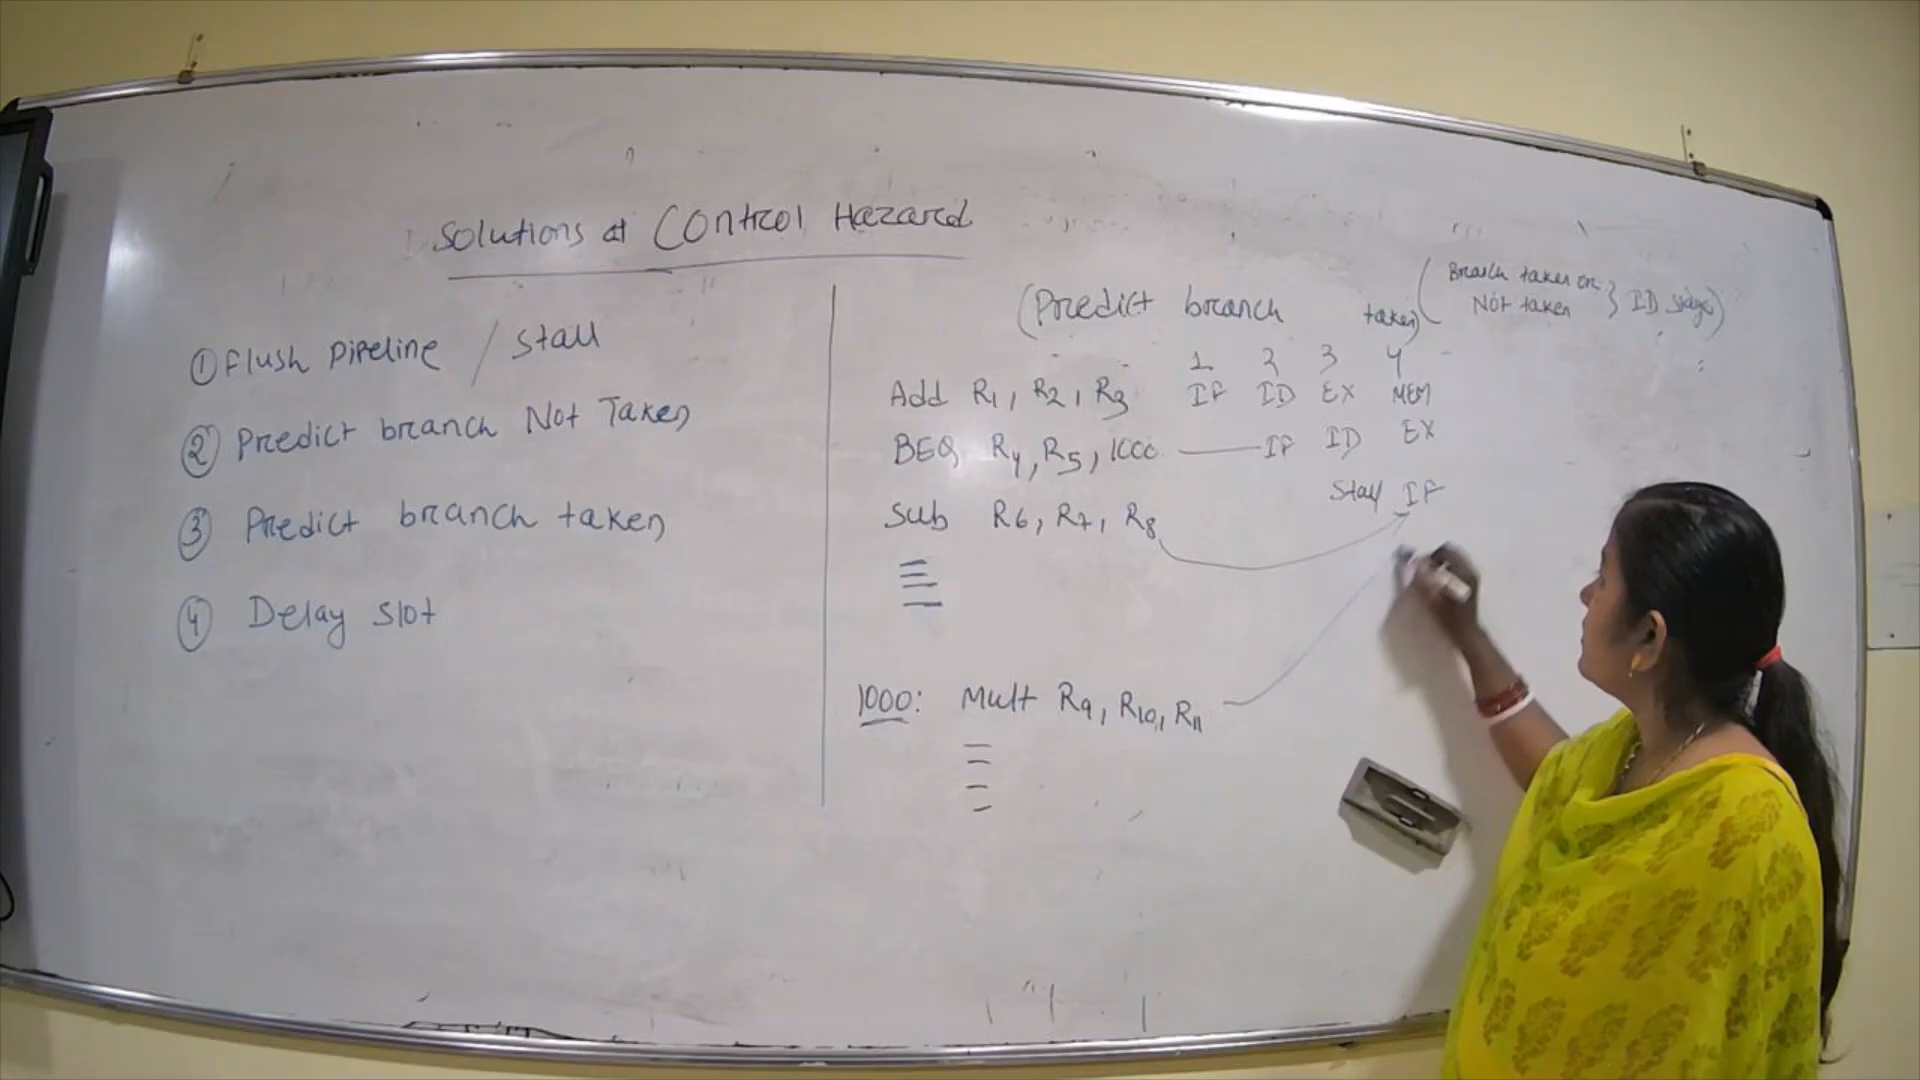 Solutions of Control Hazard
① Flush Pipeline / Stall
② Predict branch Not Taken
③ Predict branch taken
④ Delay slot
(Predict branch taken)
(Branch taken or
Not taken } ID stage)
1 2 3 4
Add R1, R2, R3 IF ID EX MEM
BEQ R4, R5, 1000 IF ID EX
Stall IF
Sub R6, R7, R8
1000: Mult R9, R10, R11